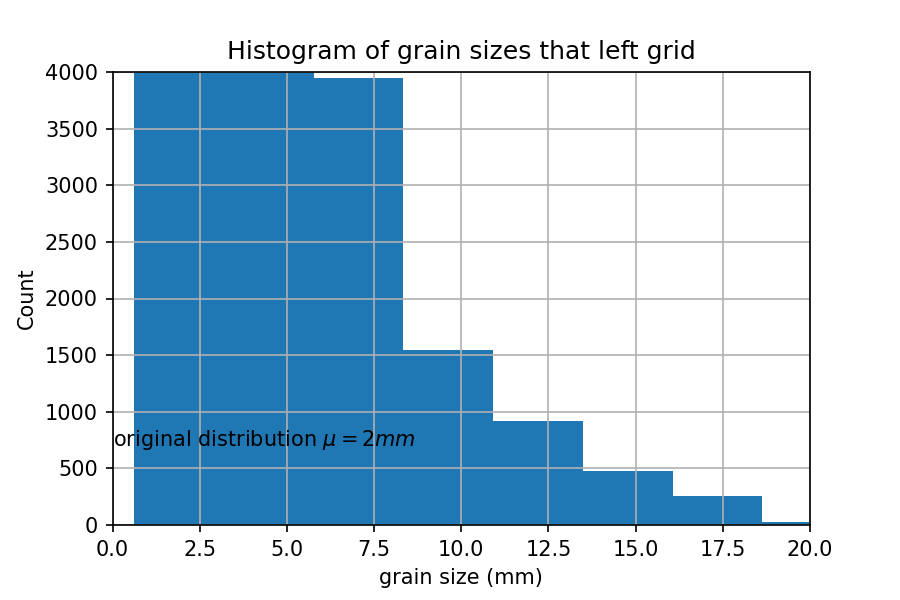 Histogram of grain sizes that left grid
4000
3500
3000
2500
2000
1500
1000
500
0
Count
original distribution μ = 2mm
0.0 2.5 5.0 7.5 10.0 12.5 15.0 17.5 20.0
grain size (mm)